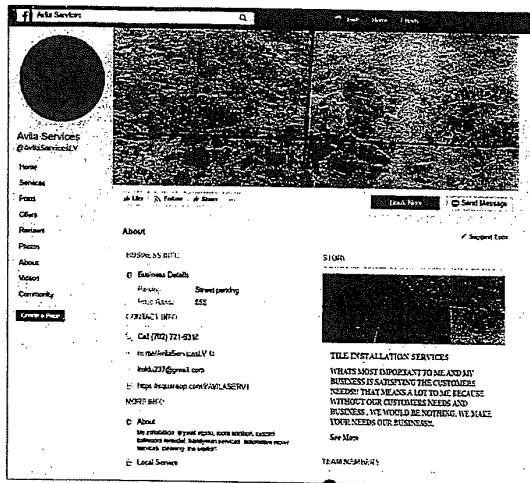 Avila Services
Home
Avila Services
@AvilaServicesLV
Home
Services
Posts
Offers
Reviews
Photos
About
Videos
Community
Create a Page
Like Follow Share ...
Book Now
Send Message
About
Suggest Edits
BUSINESS INFO
Business Details
Parking Street parking
Price Range $$$
CONTACT INFO
Call (702) 721-9312
m.me/AvilaServicesLV
MORE INFO
About
Local Service
STORY
TILE INSTALLATION SERVICES
WHATS MOST IMPORTANT TO ME AND MY
BUSINESS IS SATISFYING THE CUSTOMERS
NEEDS!! THAT MEANS A LOT TO ME BECAUSE
WITHOUT OUR CUSTOMERS NEEDS AND
BUSINESS, WE WOULD BE NOTHING. WE MAKE
YOUR NEEDS OUR BUSINESS!!.
See More
TEAM MEMBERS